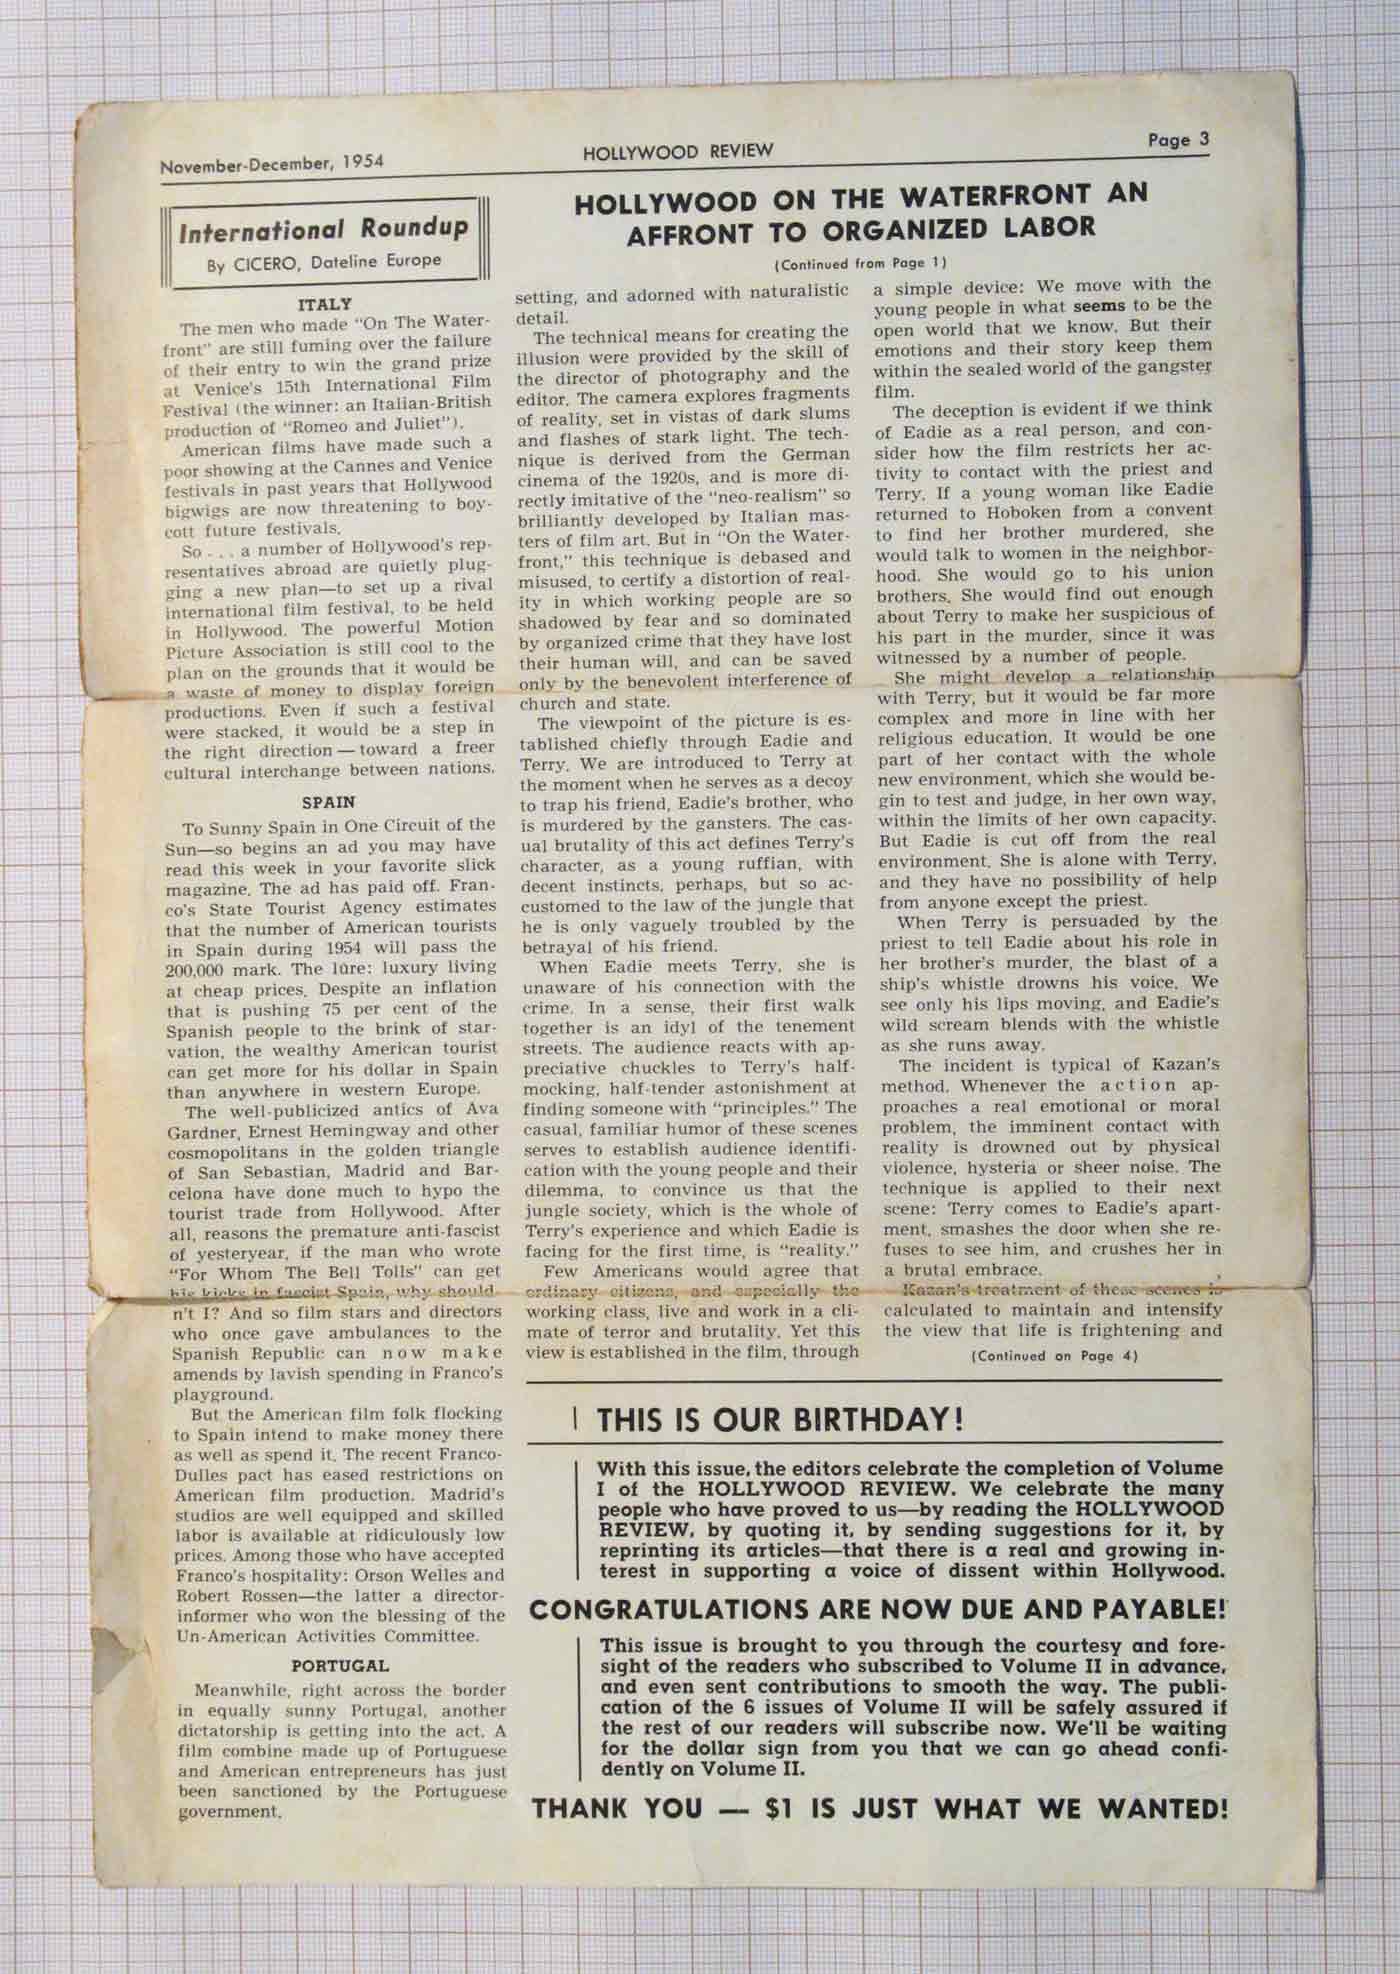 November-December, 1954
HOLLYWOOD REVIEW
Page 3
International Roundup
By CICERO, Dateline Europe
ITALY
The men who made "On The Water-
front" are still fuming over the failure
of their entry to win the grand prize
at Venice's 15th International Film
Festival (the winner: an Italian-British
production of "Romeo and Juliet").
American films have made such a
poor showing at the Cannes and Venice
festivals in past years that Hollywood
bigwigs are now threatening to boy-
cott future festivals.
So . . . a number of Hollywood's rep-
resentatives abroad are quietly plug-
ging a new plan—to set up a rival
international film festival, to be held
in Hollywood. The powerful Motion
Picture Association is still cool to the
plan on the grounds that it would be
a waste of money to display foreign
productions. Even if such a festival
were stacked, it would be a step in
the right direction — toward a freer
cultural interchange between nations.
SPAIN
To Sunny Spain in One Circuit of the
Sun—so begins an ad you may have
read this week in your favorite slick
magazine. The ad has paid off. Fran-
co's State Tourist Agency estimates
that the number of American tourists
in Spain during 1954 will pass the
200,000 mark. The lure: luxury living
at cheap prices. Despite an inflation
that is pushing 75 per cent of the
Spanish people to the brink of star-
vation, the wealthy American tourist
can get more for his dollar in Spain
than anywhere in western Europe.
The well-publicized antics of Ava
Gardner, Ernest Hemingway and other
cosmopolitans in the golden triangle
of San Sebastian, Madrid and Bar-
celona have done much to hypo the
tourist trade from Hollywood. After
all, reasons the premature anti-fascist
of yesteryear, if the man who wrote
"For Whom The Bell Tolls" can get
his kicks in fascist Spain, why should-
n't I? And so film stars and directors
who once gave ambulances to the
Spanish Republic can now make
amends by lavish spending in Franco's
playground.
But the American film folk flocking
to Spain intend to make money there
as well as spend it. The recent Franco-
Dulles pact has eased restrictions on
American film production. Madrid's
studios are well equipped and skilled
labor is available at ridiculously low
prices. Among those who have accepted
Franco's hospitality: Orson Welles and
Robert Rossen—the latter a director-
informer who won the blessing of the
Un-American Activities Committee.
PORTUGAL
Meanwhile, right across the border
in equally sunny Portugal, another
dictatorship is getting into the act. A
film combine made up of Portuguese
and American entrepreneurs has just
been sanctioned by the Portuguese
government.
HOLLYWOOD ON THE WATERFRONT AN
AFFRONT TO ORGANIZED LABOR
(Continued from Page 1)
setting, and adorned with naturalistic
detail.
The technical means for creating the
illusion were provided by the skill of
the director of photography and the
editor. The camera explores fragments
of reality, set in vistas of dark slums
and flashes of stark light. The tech-
nique is derived from the German
cinema of the 1920s, and is more di-
rectly imitative of the "neo-realism" so
brilliantly developed by Italian mas-
ters of film art. But in "On the Water-
front," this technique is debased and
misused, to certify a distortion of real-
ity in which working people are so
shadowed by fear and so dominated
by organized crime that they have lost
their human will, and can be saved
only by the benevolent interference of
church and state.
The viewpoint of the picture is es-
tablished chiefly through Eadie and
Terry. We are introduced to Terry at
the moment when he serves as a decoy
to trap his friend, Eadie's brother, who
is murdered by the gansters. The cas-
ual brutality of this act defines Terry's
character, as a young ruffian, with
decent instincts, perhaps, but so ac-
customed to the law of the jungle that
he is only vaguely troubled by the
betrayal of his friend.
When Eadie meets Terry, she is
unaware of his connection with the
crime. In a sense, their first walk
together is an idyl of the tenement
streets. The audience reacts with ap-
preciative chuckles to Terry's half-
mocking, half-tender astonishment at
finding someone with "principles." The
casual, familiar humor of these scenes
serves to establish audience identifi-
cation with the young people and their
dilemma, to convince us that the
jungle society, which is the whole of
Terry's experience and which Eadie is
facing for the first time, is "reality."
Few Americans would agree that
ordinary citizens, and especially the
working class, live and work in a cli-
mate of terror and brutality. Yet this
view is established in the film, through
a simple device: We move with the
young people in what seems to be the
open world that we know. But their
emotions and their story keep them
within the sealed world of the gangster
film.
The deception is evident if we think
of Eadie as a real person, and con-
sider how the film restricts her ac-
tivity to contact with the priest and
Terry. If a young woman like Eadie
returned to Hoboken from a convent
to find her brother murdered, she
would talk to women in the neighbor-
hood. She would go to his union
brothers. She would find out enough
about Terry to make her suspicious of
his part in the murder, since it was
witnessed by a number of people.
She might develop a relationship
with Terry, but it would be far more
complex and more in line with her
religious education. It would be one
part of her contact with the whole
new environment, which she would be-
gin to test and judge, in her own way,
within the limits of her own capacity.
But Eadie is cut off from the real
environment. She is alone with Terry,
and they have no possibility of help
from anyone except the priest.
When Terry is persuaded by the
priest to tell Eadie about his role in
her brother's murder, the blast of a
ship's whistle drowns his voice. We
see only his lips moving, and Eadie's
wild scream blends with the whistle
as she runs away.
The incident is typical of Kazan's
method. Whenever the action ap-
proaches a real emotional or moral
problem, the imminent contact with
reality is drowned out by physical
violence, hysteria or sheer noise. The
technique is applied to their next
scene: Terry comes to Eadie's apart-
ment, smashes the door when she re-
fuses to see him, and crushes her in
a brutal embrace.
Kazan's treatment of these scenes is
calculated to maintain and intensify
the view that life is frightening and
(Continued on Page 4)
THIS IS OUR BIRTHDAY!
With this issue, the editors celebrate the completion of Volume
I of the HOLLYWOOD REVIEW. We celebrate the many
people who have proved to us—by reading the HOLLYWOOD
REVIEW, by quoting it, by sending suggestions for it, by
reprinting its articles—that there is a real and growing in-
terest in supporting a voice of dissent within Hollywood.
CONGRATULATIONS ARE NOW DUE AND PAYABLE!
This issue is brought to you through the courtesy and fore-
sight of the readers who subscribed to Volume II in advance,
and even sent contributions to smooth the way. The publi-
cation of the 6 issues of Volume II will be safely assured if
the rest of our readers will subscribe now. We'll be waiting
for the dollar sign from you that we can go ahead confi-
dently on Volume II.
THANK YOU — $1 IS JUST WHAT WE WANTED!